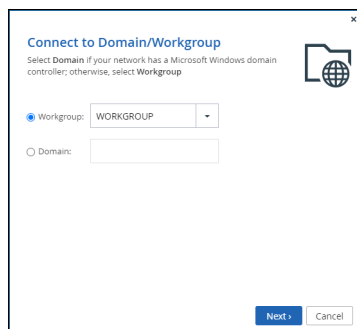 ×
Connect to Domain/Workgroup
Select Domain if your network has a Microsoft Windows domain
controller; otherwise, select Workgroup
Workgroup: WORKGROUP
Domain:
Next ›
Cancel